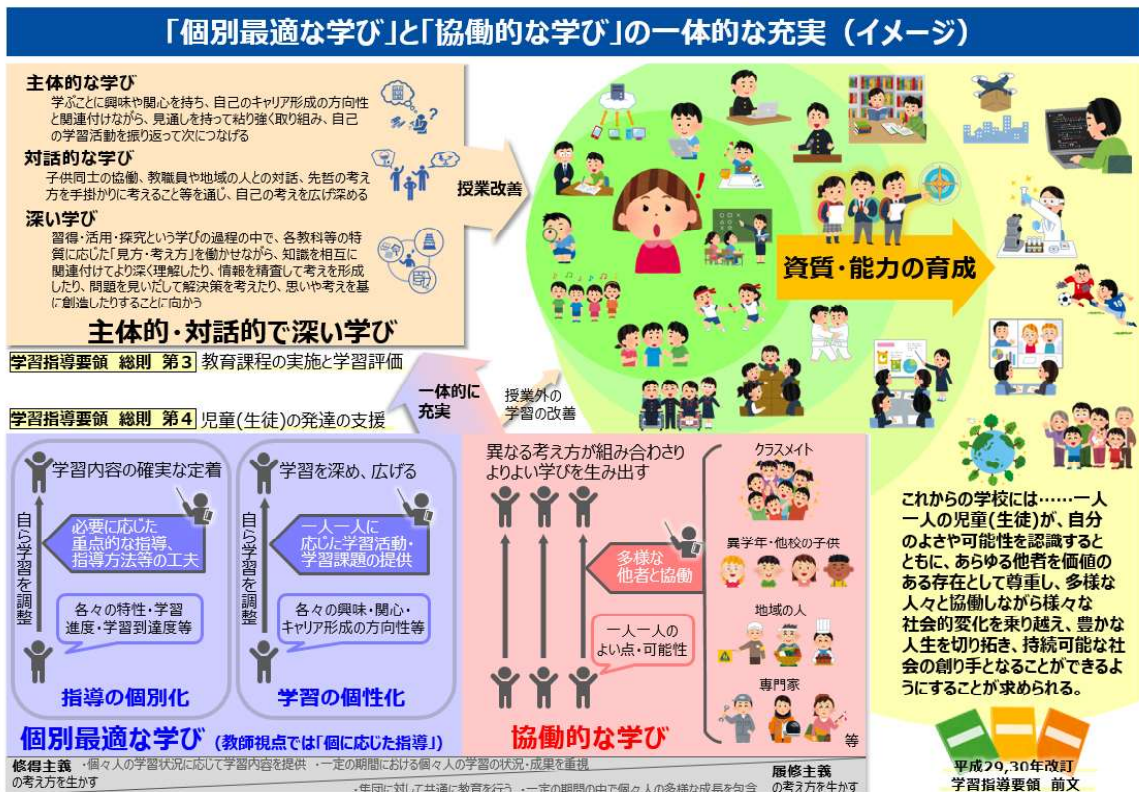 「個別最適な学び」と「協働的な学び」の一体的な充実（イメージ）
主体的な学び
学ぶことに興味や関心を持ち、自己のキャリア形成の方向性
と関連付けながら、見通しを持って粘り強く取り組み、自己
の学習活動を振り返って次につなげる
対話的な学び
子供同士の協働、教職員や地域の人との対話、先哲の考え
方を手掛かりに考えること等を通じ、自己の考えを広げ深める
深い学び
習得・活用・探究という学びの過程の中で、各教科等の特
質に応じた「見方・考え方」を働かせながら、知識を相互に
関連付けてより深く理解したり、情報を精査して考えを形成
したり、問題を見いだして解決策を考えたり、思いや考えを基
に創造したりすることに向かう
主体的・対話的で深い学び
授業改善
資質・能力の育成
学習指導要領 総則 第3 教育課程の実施と学習評価
一体的に
充実
授業外の
学習の改善
学習指導要領 総則 第4 児童(生徒)の発達の支援
学習内容の確実な定着
自ら学習を調整
必要に応じた
重点的な指導、
指導方法等の工夫
各々の特性・学習
進度・学習到達度等
指導の個別化
学習を深め、広げる
自ら学習を調整
一人一人に
応じた学習活動・
学習課題の提供
各々の興味・関心・
キャリア形成の方向性等
学習の個性化
個別最適な学び (教師視点では「個に応じた指導」)
異なる考え方が組み合わさり
よりよい学びを生み出す
多様な
他者と協働
一人一人の
よい点・可能性
協働的な学び
クラスメイト
異学年・他校の子供
地域の人
専門家
等
これからの学校には……一人
一人の児童(生徒)が、自分
のよさや可能性を認識すると
ともに、あらゆる他者を価値の
ある存在として尊重し、多様な
人々と協働しながら様々な
社会的変化を乗り越え、豊かな
人生を切り拓き、持続可能な社
会の創り手となることができるよ
うにすることが求められる。
平成29,30年改訂
学習指導要領 前文
修得主義
の考え方を生かす
・個々人の学習状況に応じて学習内容を提供 ・一定の期間における個々人の学習の状況・成果を重視
・集団に対して共通に教育を行う ・一定の期間の中で個々人の多様な成長を包含
履修主義
の考え方を生かす